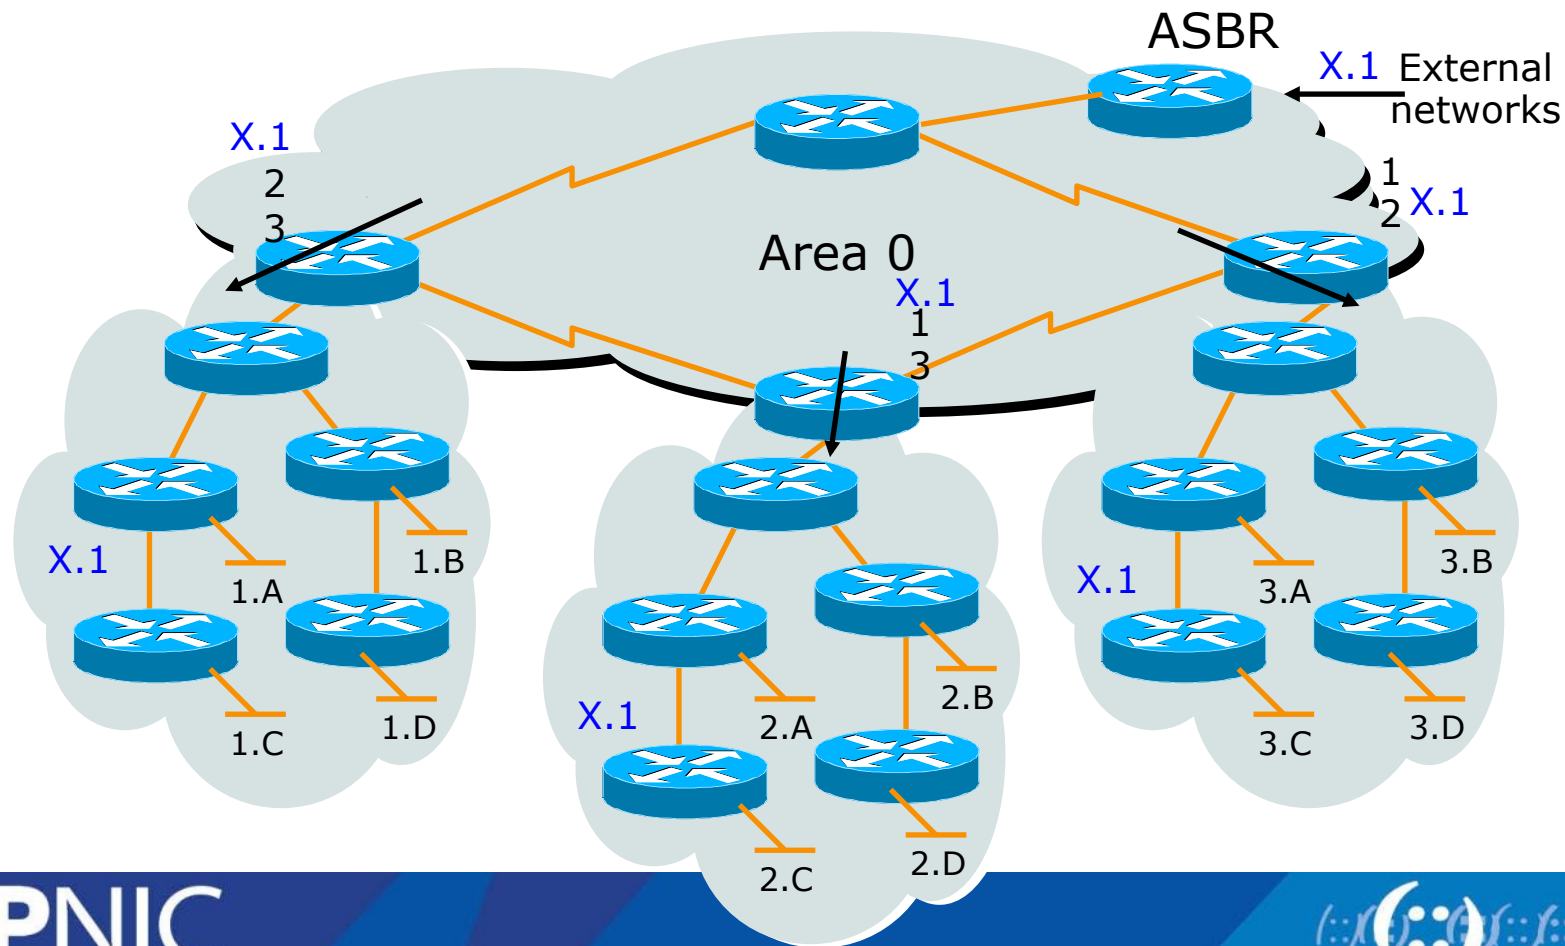 ASBR
X.1
External
networks
X.1
2
3
1
2
X.1
Area 0
X.1
1
3
X.1
1.A
1.B
1.C
1.D
X.1
2.A
2.B
2.C
2.D
X.1
3.A
3.B
3.C
3.D
PNIC
(::)